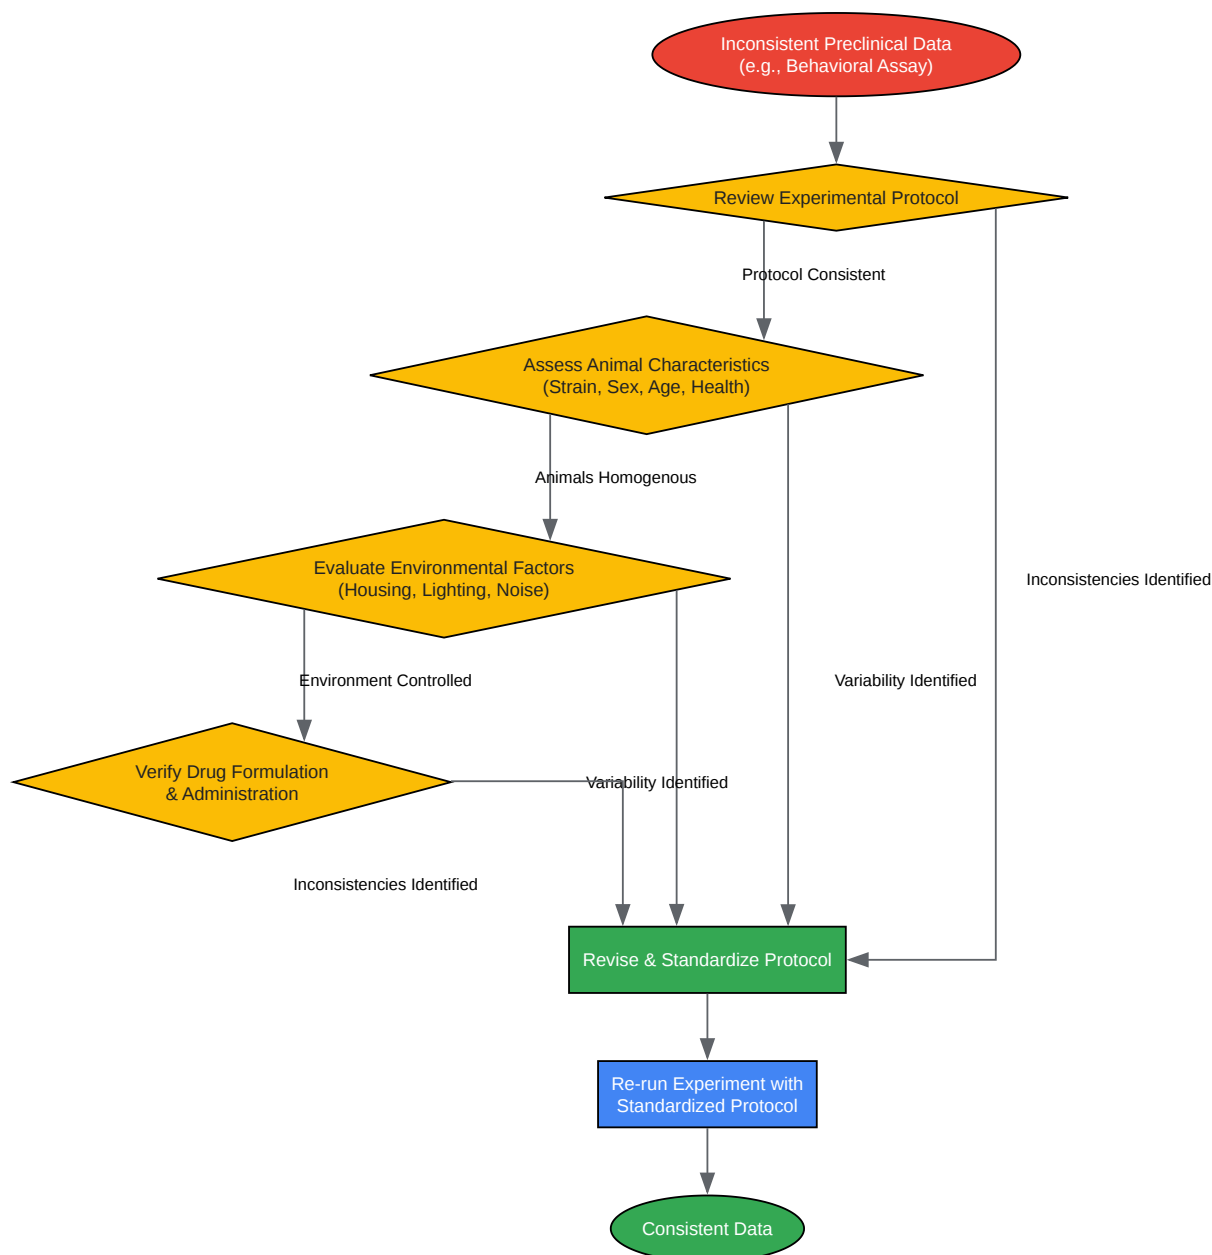 Inconsistent Preclinical Data
(e.g., Behavioral Assay)
Review Experimental Protocol
Protocol Consistent
Assess Animal Characteristics
(Strain, Sex, Age, Health)
Animals Homogenous
Evaluate Environmental Factors
(Housing, Lighting, Noise)
Inconsistencies Identified
Environment Controlled
Variability Identified
Verify Drug Formulation
& Administration
Variability Identified
Inconsistencies Identified
Revise & Standardize Protocol
Re-run Experiment with
Standardized Protocol
Consistent Data